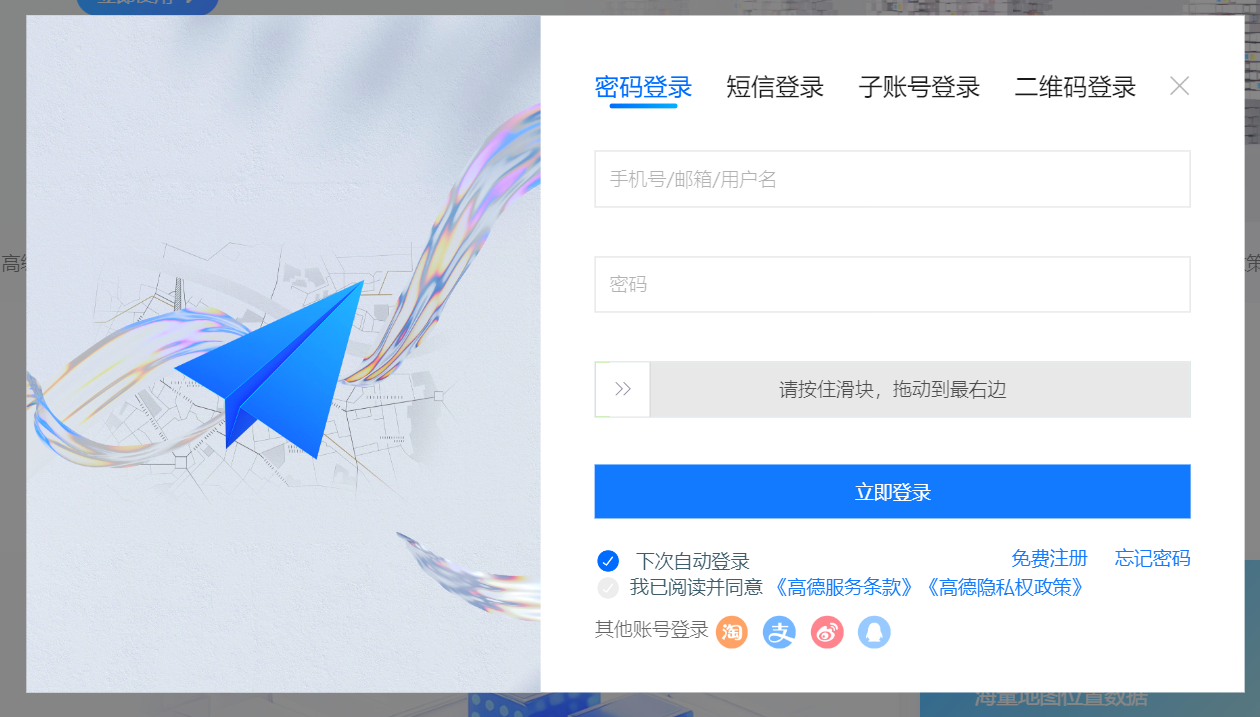 密码登录 短信登录 子账号登录 二维码登录
手机号/邮箱/用户名
密码
请按住滑块，拖动到最右边
立即登录
下次自动登录 免费注册 忘记密码
我已阅读并同意《高德服务条款》《高德隐私权政策》
其他账号登录 淘 支
海量地图位置数据